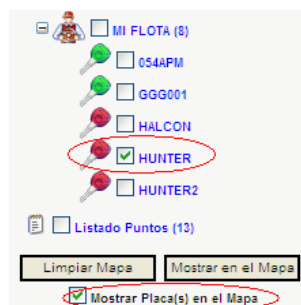 MI FLOTA (8)
054APM
GGG001
HALCON
HUNTER
HUNTER2
Listado Puntos (13)
Limpiar Mapa Mostrar en el Mapa
Mostrar Placa(s) en el Mapa